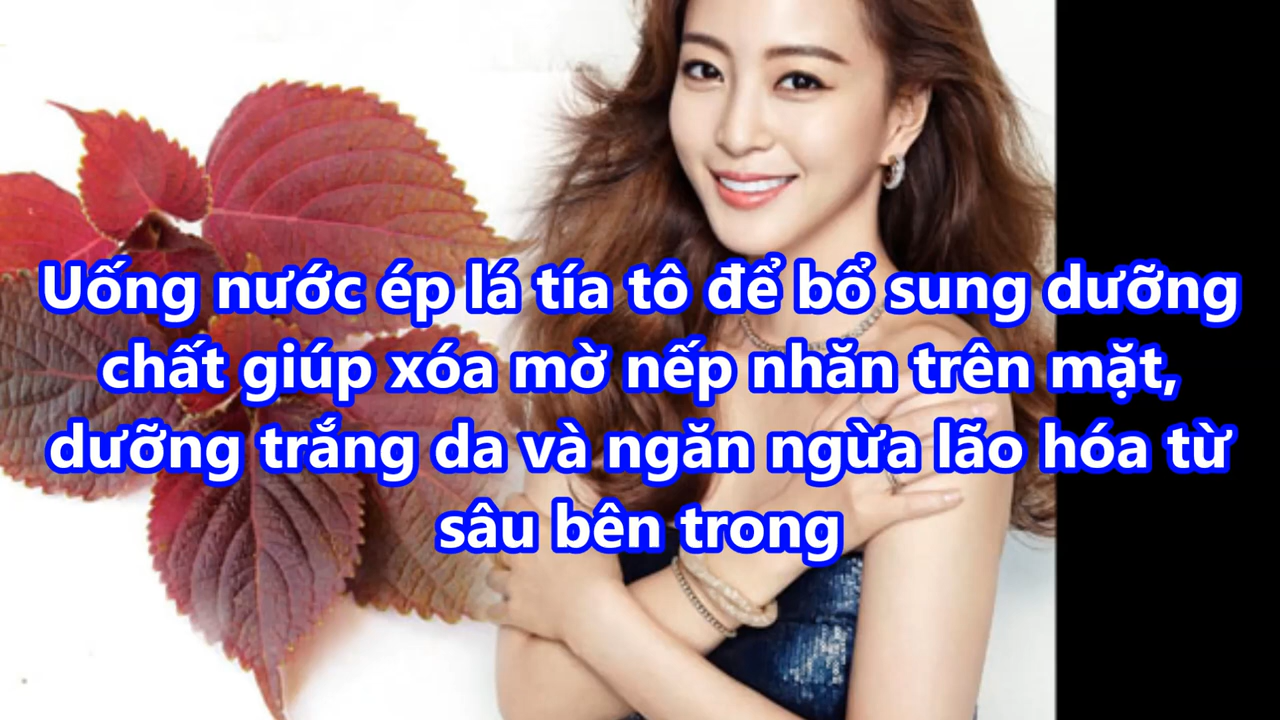 Uống nước ép lá tía tô để bổ sung dưỡng
chất giúp xóa mờ nếp nhăn trên mặt,
dưỡng trắng da và ngăn ngừa lão hóa từ
sâu bên trong